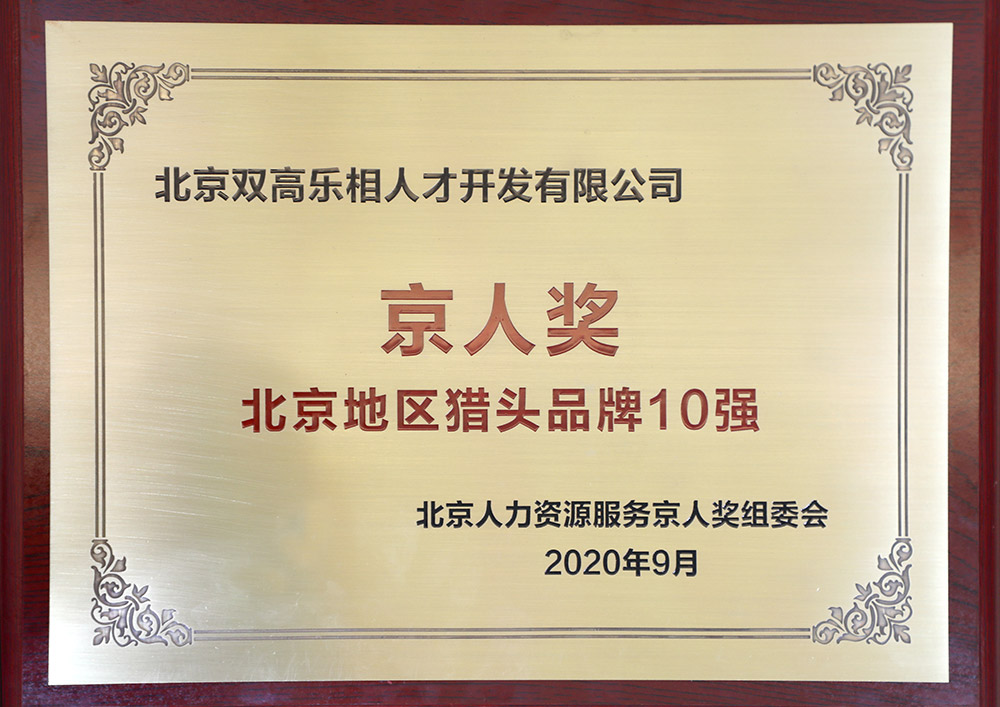 北京双高乐相人才开发有限公司
京人奖
北京地区猎头品牌10强
北京人力资源服务京人奖组委会
2020年9月